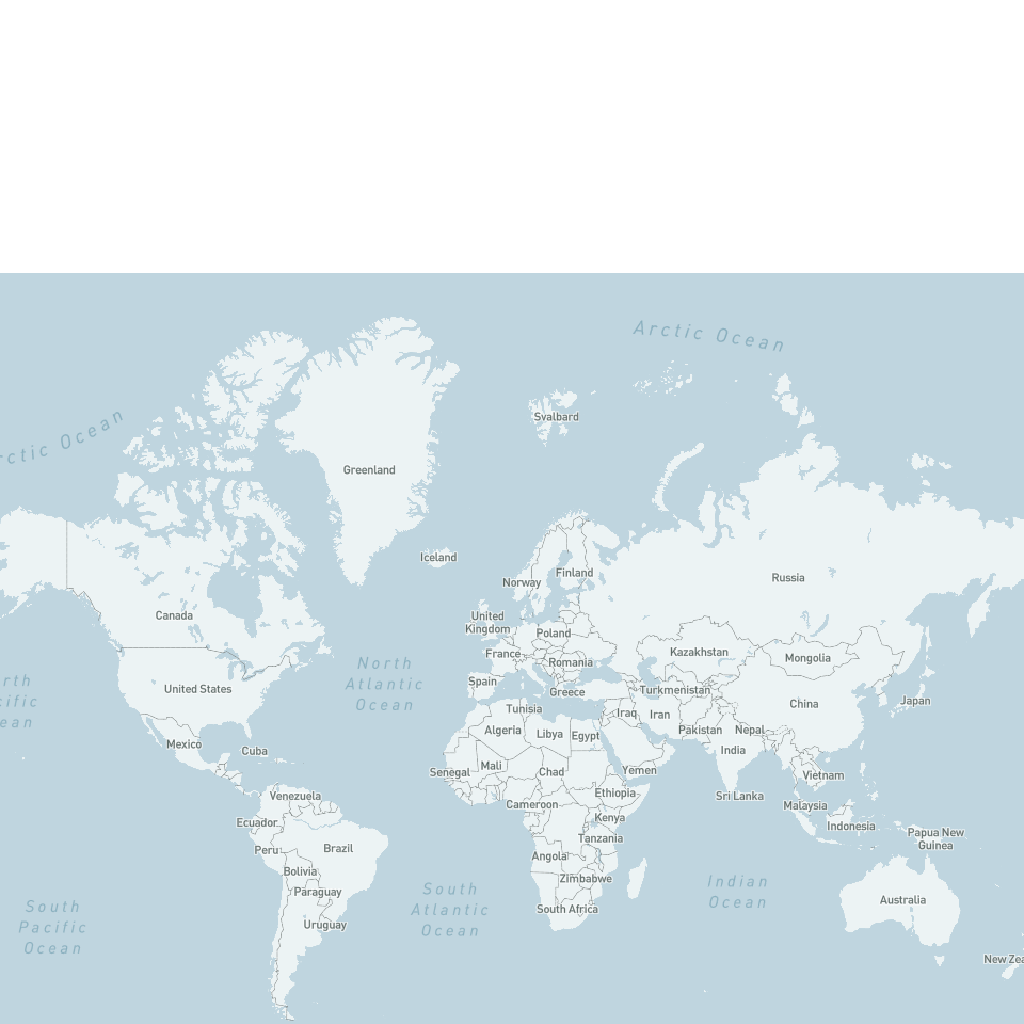 Arctic Ocean
rctic Ocean
Svalbard
Greenland
Iceland
Russia
Norway
Finland
Canada
United
Kingdom
Poland
France
Romania
Kazakhstan
Mongolia
North
Atlantic
Ocean
rth
cific
ean
United States
Spain
Greece
Turkmenistan
China
Japan
Tunisia
Iraq
Iran
Algeria
Libya
Egypt
Pakistan
Nepal
Mexico
Cuba
India
Senegal
Mali
Chad
Yemen
Vietnam
Venezuela
Ethiopia
Sri Lanka
Cameroon
Malaysia
Ecuador
Kenya
Indonesia
Papua New
Guinea
Peru
Brazil
Tanzania
Angola
Bolivia
Zimbabwe
Paraguay
Indian
Ocean
South
Atlantic
Ocean
Australia
South
Pacific
Ocean
South Africa
Uruguay
New Zea